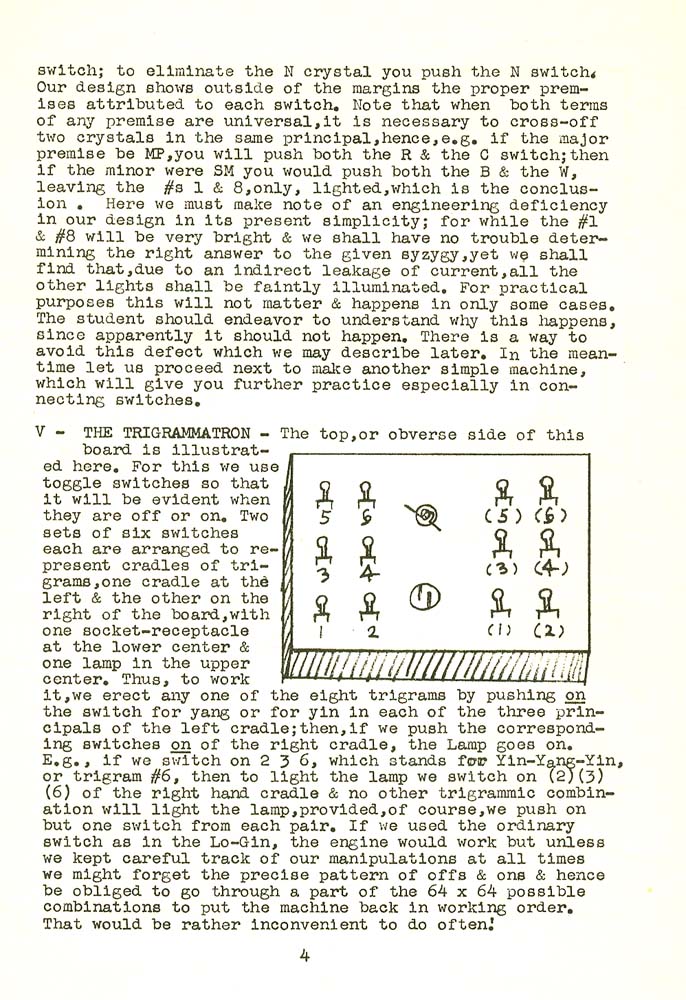 switch; to eliminate the N crystal you push the N switch.
Our design shows outside of the margins the proper prem-
ises attributed to each switch. Note that when both terms
of any premise are universal,it is necessary to cross-off
two crystals in the same principal,hence,e.g. if the major
premise be MP,you will push both the R & the C switch;then
if the minor were SM you would push both the B & the W,
leaving the #s 1 & 8,only, lighted,which is the conclus-
ion . Here we must make note of an engineering deficiency
in our design in its present simplicity; for while the #1
& #8 will be very bright & we shall have no trouble deter-
mining the right answer to the given syzygy,yet we shall
find that,due to an indirect leakage of current,all the
other lights shall be faintly illuminated. For practical
purposes this will not matter & happens in only some cases.
The student should endeavor to understand why this happens,
since apparently it should not happen. There is a way to
avoid this defect which we may describe later. In the mean-
time let us proceed next to make another simple machine,
which will give you further practice especially in con-
necting switches.
V - THE TRIGRAMMATRON - The top,or obverse side of this
board is illustrat-
ed here. For this we use
toggle switches so that
it will be evident when
they are off or on. Two
sets of six switches
each are arranged to re-
present cradles of tri-
grams,one cradle at the
left & the other on the
right of the board,with
one socket-receptacle
at the lower center &
one lamp in the upper
center. Thus, to work
5 6 (5) (6)
3 4 (3) (4)
1 2 (1) (2)
it,we erect any one of the eight trigrams by pushing on
the switch for yang or for yin in each of the three prin-
cipals of the left cradle;then,if we push the correspond-
ing switches on of the right cradle, the Lamp goes on.
E.g., if we switch on 2 3 6, which stands for Yin-Yang-Yin,
or trigram #6, then to light the lamp we switch on (2)(3)
(6) of the right hand cradle & no other trigrammic combin-
ation will light the lamp,provided,of course,we push on
but one switch from each pair. If we used the ordinary
switch as in the Lo-Gin, the engine would work but unless
we kept careful track of our manipulations at all times
we might forget the precise pattern of offs & ons & hence
be obliged to go through a part of the 64 x 64 possible
combinations to put the machine back in working order.
That would be rather inconvenient to do often!
4